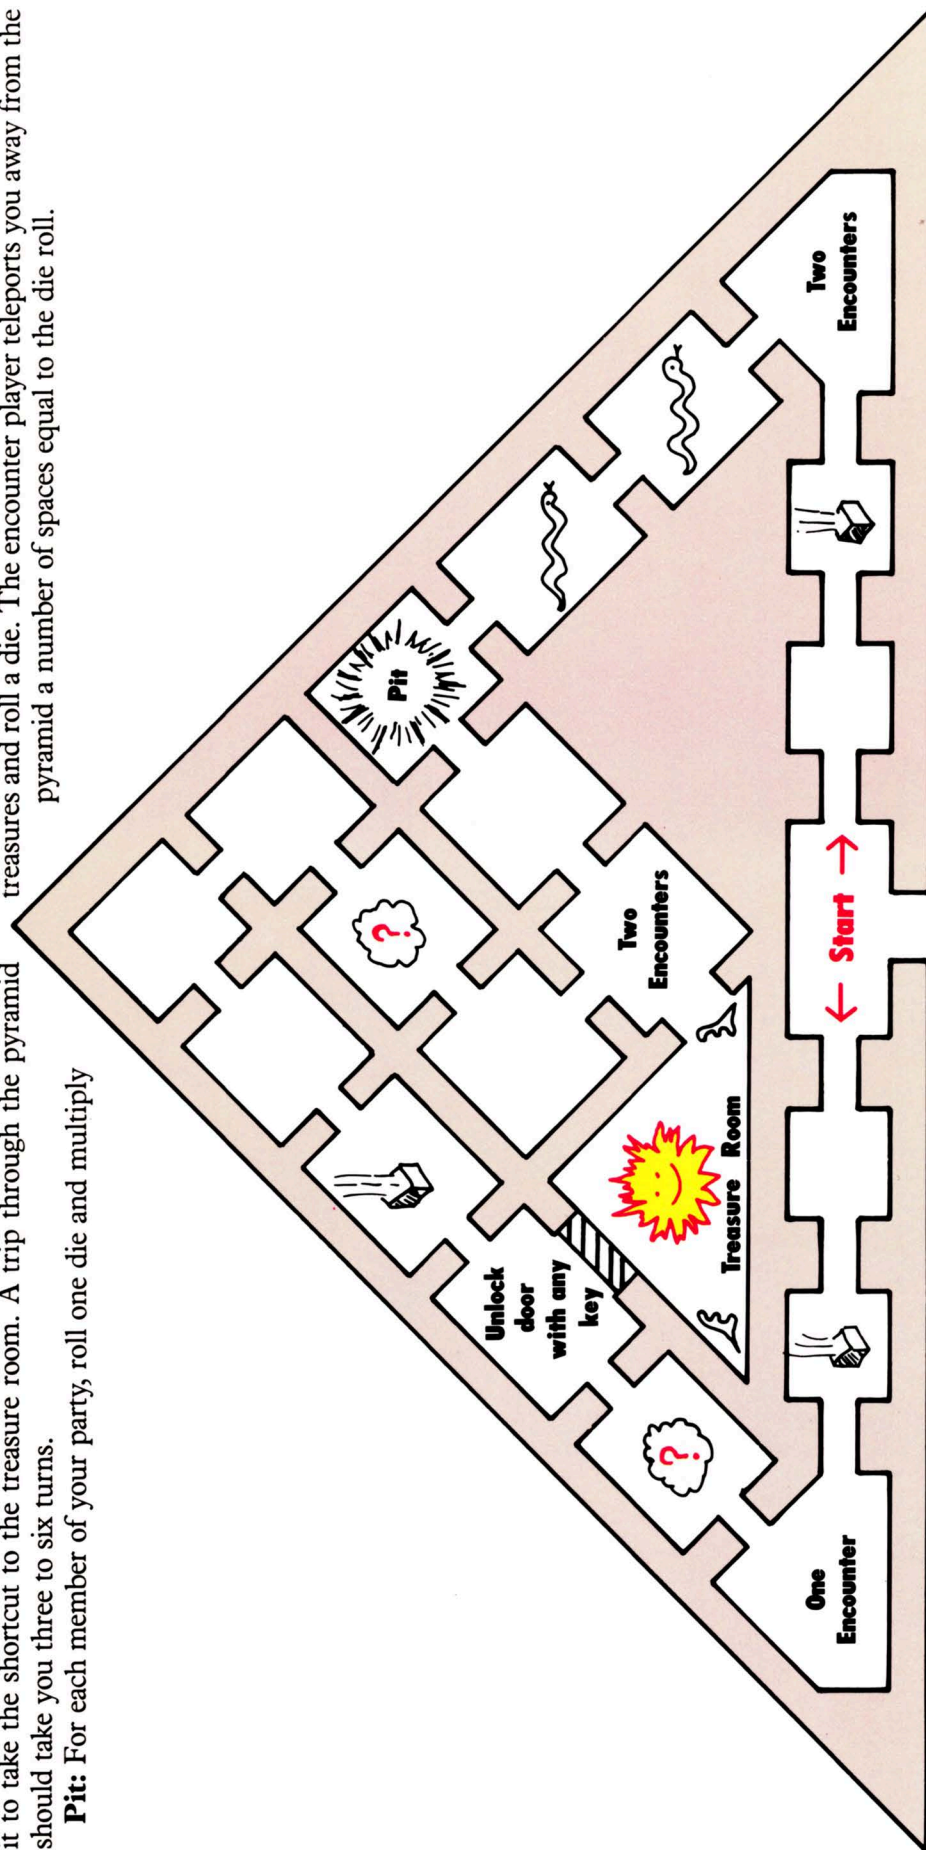 it to take the shortcut to the treasure room. A trip through the pyramid
should take you three to six turns.
Pit: For each member of your party, roll one die and multiply
treasures and roll a die. The encounter player teleports you away from the
pyramid a number of spaces equal to the die roll.
Pit
?
Unlock
door
with any
key
Two
Encounters
?
Treasure Room
One
Encounter
← Start →
Two
Encounters